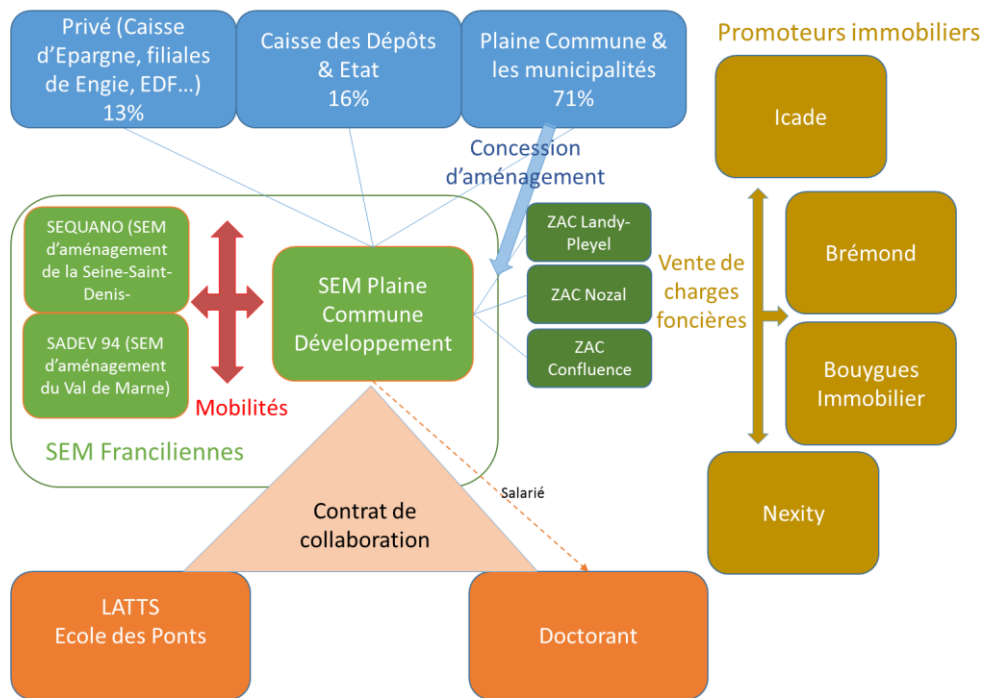 Privé (Caisse
d'Epargne, filiales
de Engie, EDF…)
13%
Caisse des Dépôts
& Etat
16%
Plaine Commune &
les municipalités
71%
Promoteurs immobiliers
Icade
Concession
d'aménagement
SEQUANO (SEM
d'aménagement
de la Seine-Saint-
Denis-
SADEV 94 (SEM
d'aménagement
du Val de Marne)
Mobilités
SEM Franciliennes
SEM Plaine
Commune
Développement
ZAC Landy-
Pleyel
ZAC Nozal
ZAC
Confluence
Vente de
charges
foncières
Brémond
Bouygues
Immobilier
Nexity
Salarié
Contrat de
collaboration
LATTS
Ecole des Ponts
Doctorant